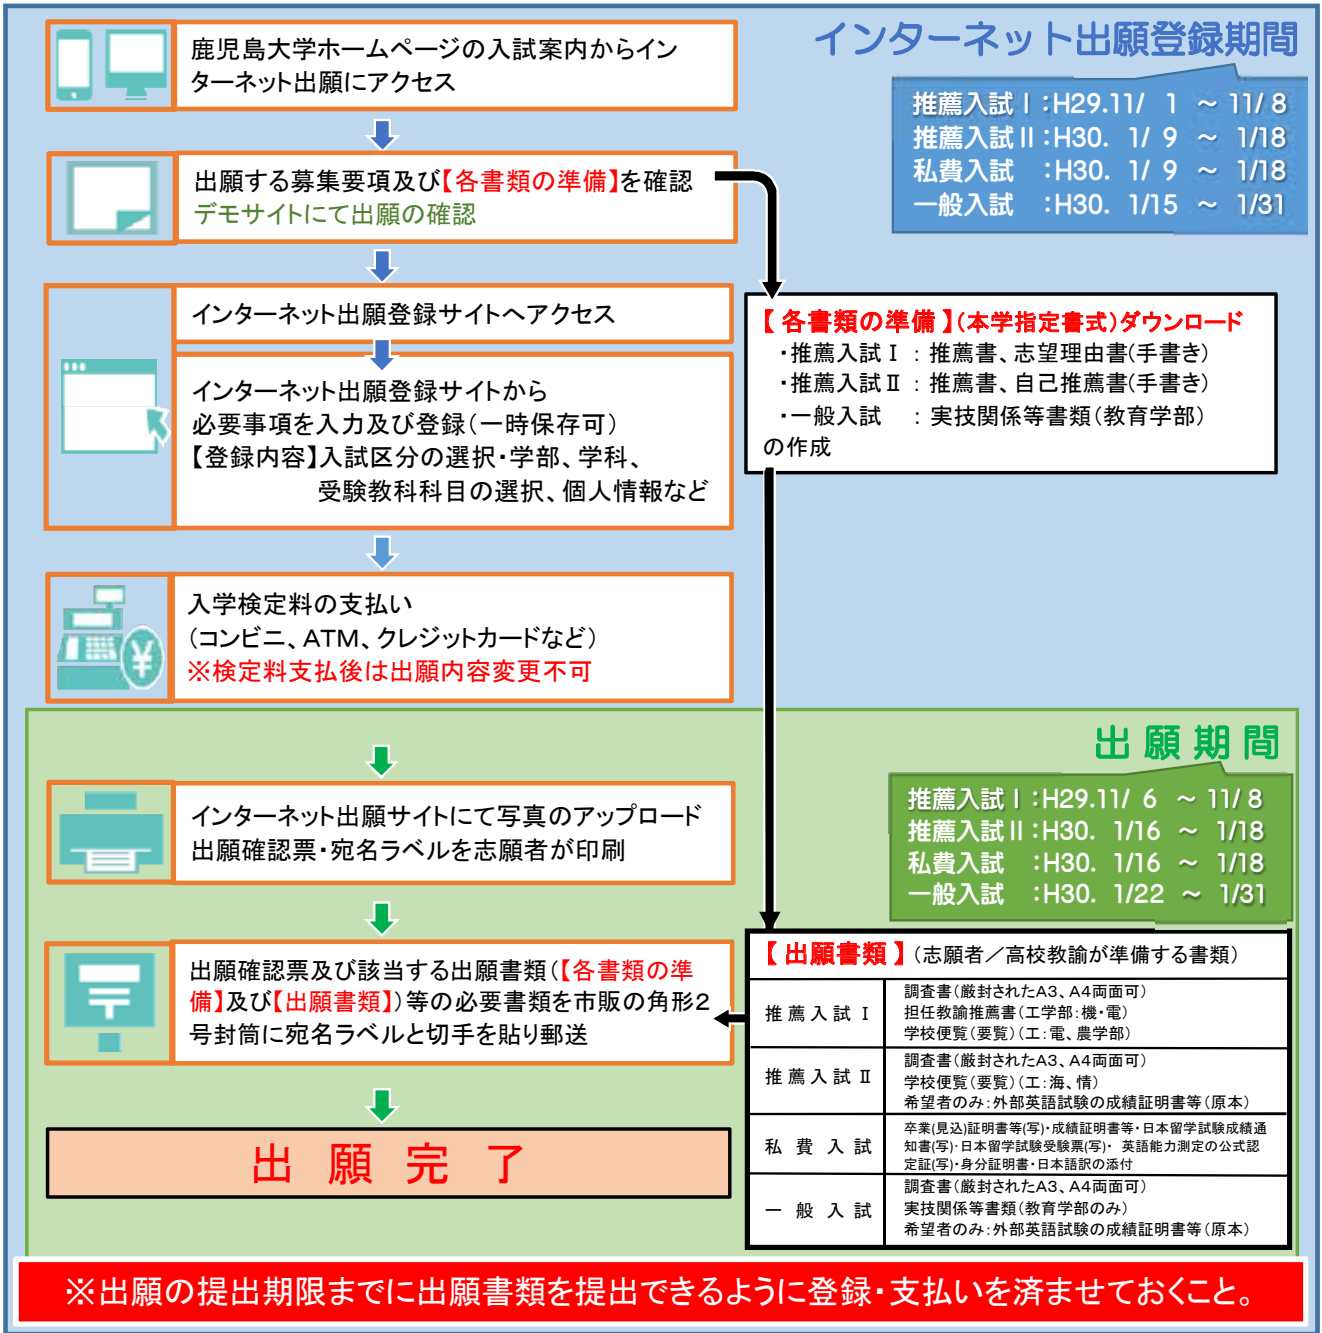 インターネット出願登録期間
推薦入試Ⅰ:H29.11/ 1 ~ 11/ 8
推薦入試Ⅱ:H30. 1/ 9 ~ 1/18
私費入試 :H30. 1/ 9 ~ 1/18
一般入試 :H30. 1/15 ~ 1/31
鹿児島大学ホームページの入試案内からイン
ターネット出願にアクセス
出願する募集要項及び【各書類の準備】を確認
デモサイトにて出願の確認
インターネット出願登録サイトへアクセス
インターネット出願登録サイトから
必要事項を入力及び登録(一時保存可)
【登録内容】入試区分の選択・学部、学科、
受験教科科目の選択、個人情報など
【各書類の準備】(本学指定書式)ダウンロード
・推薦入試Ⅰ : 推薦書、志望理由書(手書き)
・推薦入試Ⅱ : 推薦書、自己推薦書(手書き)
・一般入試 : 実技関係等書類(教育学部)
の作成
入学検定料の支払い
(コンビニ、ATM、クレジットカードなど)
※検定料支払後は出願内容変更不可
出願期間
推薦入試Ⅰ:H29.11/ 6 ~ 11/ 8
推薦入試Ⅱ:H30. 1/16 ~ 1/18
私費入試 :H30. 1/16 ~ 1/18
一般入試 :H30. 1/22 ~ 1/31
インターネット出願サイトにて写真のアップロード
出願確認票・宛名ラベルを志願者が印刷
出願確認票及び該当する出願書類(【各書類の準
備】及び【出願書類】)等の必要書類を市販の角形2
号封筒に宛名ラベルと切手を貼り郵送
出願完了
【出願書類】(志願者/高校教諭が準備する書類)
推薦入試Ⅰ
調査書(厳封されたA3、A4両面可)
担任教諭推薦書(工学部:機・電)
学校便覧(要覧)(工:電、農学部)
推薦入試Ⅱ
調査書(厳封されたA3、A4両面可)
学校便覧(要覧)(工:海、情)
希望者のみ:外部英語試験の成績証明書等(原本)
私費入試
卒業(見込)証明書等(写)・成績証明書等・日本留学試験成績通
知書(写)・日本留学試験受験票(写)・ 英語能力測定の公式認
定証(写)・身分証明書・日本語訳の添付
一般入試
調査書(厳封されたA3、A4両面可)
実技関係等書類(教育学部のみ)
希望者のみ:外部英語試験の成績証明書等(原本)
※出願の提出期限までに出願書類を提出できるように登録・支払いを済ませておくこと。